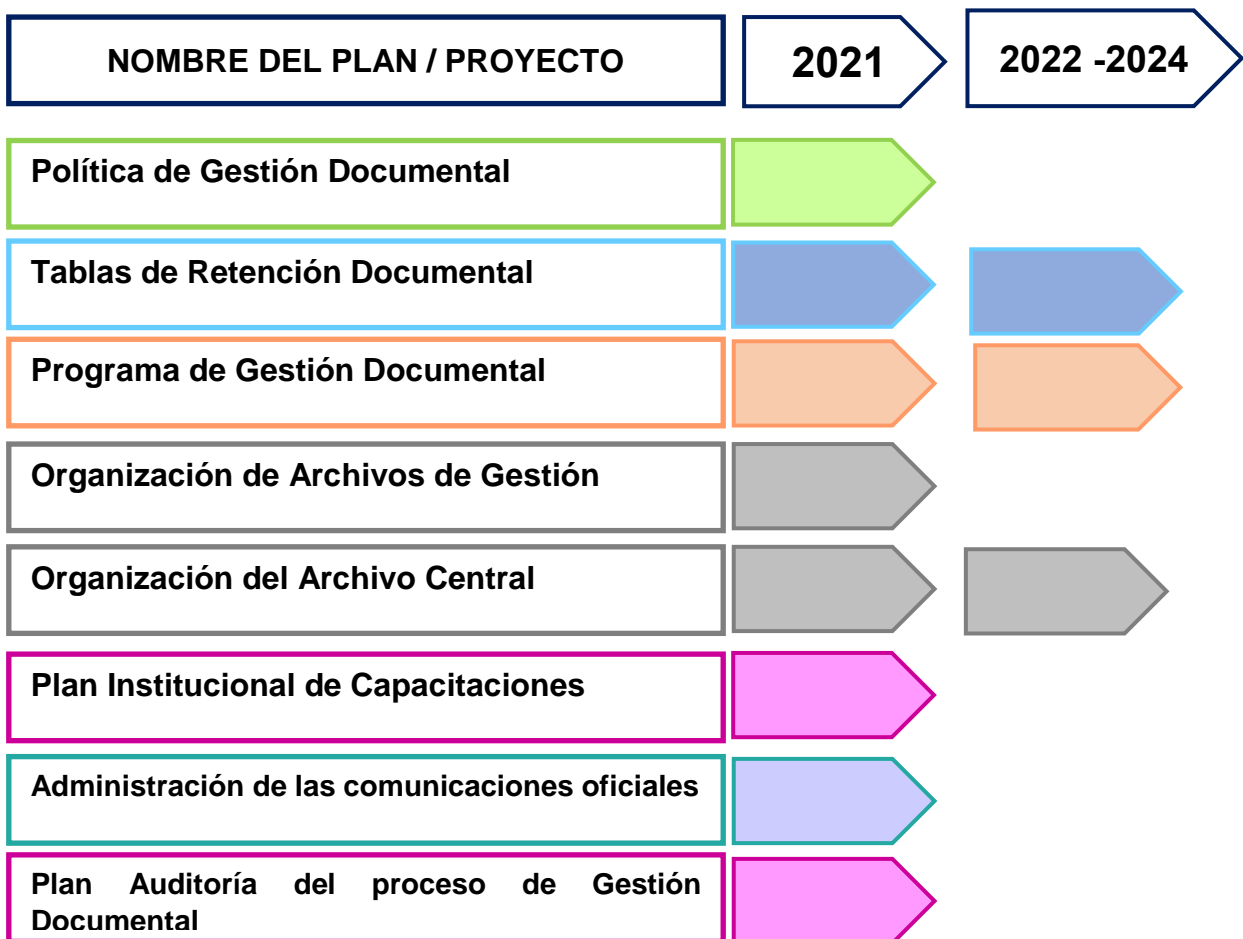 NOMBRE DEL PLAN / PROYECTO
2021
2022 -2024
Política de Gestión Documental
Tablas de Retención Documental
Programa de Gestión Documental
Organización de Archivos de Gestión
Organización del Archivo Central
Plan Institucional de Capacitaciones
Administración de las comunicaciones oficiales
Plan Auditoría del proceso de Gestión
Documental